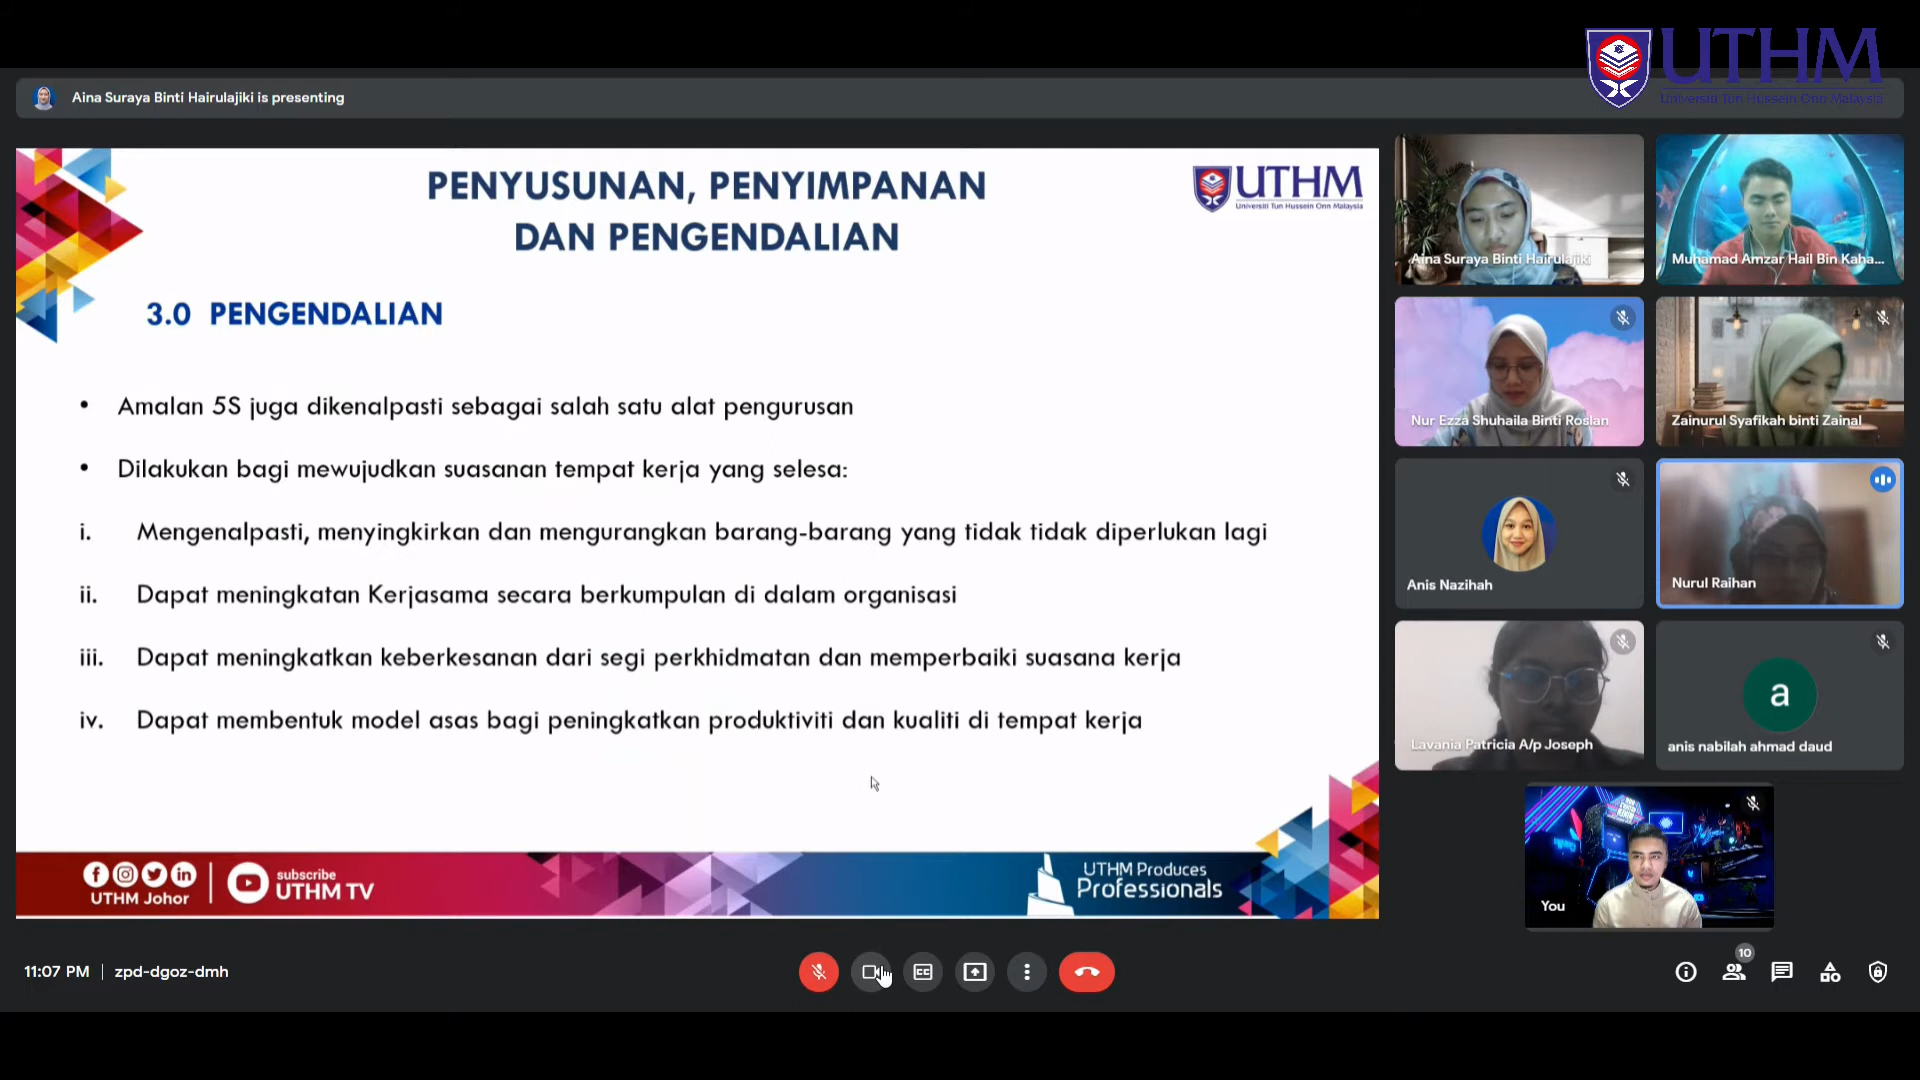 UTHM
Universiti Tun Hussein Onn Malaysia
Aina Suraya Binti Hairulajiki is presenting
PENYUSUNAN, PENYIMPANAN
DAN PENGENDALIAN
UTHM
Universiti Tun Hussein Onn Malaysia
3.0 PENGENDALIAN
• Amalan 5S juga dikenalpasti sebagai salah satu alat pengurusan
• Dilakukan bagi mewujudkan suasanan tempat kerja yang selesa:
i. Mengenalpasti, menyingkirkan dan mengurangkan barang-barang yang tidak tidak diperlukan lagi
ii. Dapat meningkatan Kerjasama secara berkumpulan di dalam organisasi
iii. Dapat meningkatkan keberkesanan dari segi perkhidmatan dan memperbaiki suasana kerja
iv. Dapat membentuk model asas bagi peningkatkan produktiviti dan kualiti di tempat kerja
UTHM Johor
subscribe
UTHM TV
UTHM Produces
Professionals
Aina Suraya Binti Hairulajiki
Muhamad Amzar Hail Bin Kaha...
Nur Ezza Shuhaila Binti Roslan
Zainurul Syafikah binti Zainal
Anis Nazihah
Nurul Raihan
Lavania Patricia A/p Joseph
a
anis nabilah ahmad daud
You
11:07 PM | zpd-dgoz-dmh
10